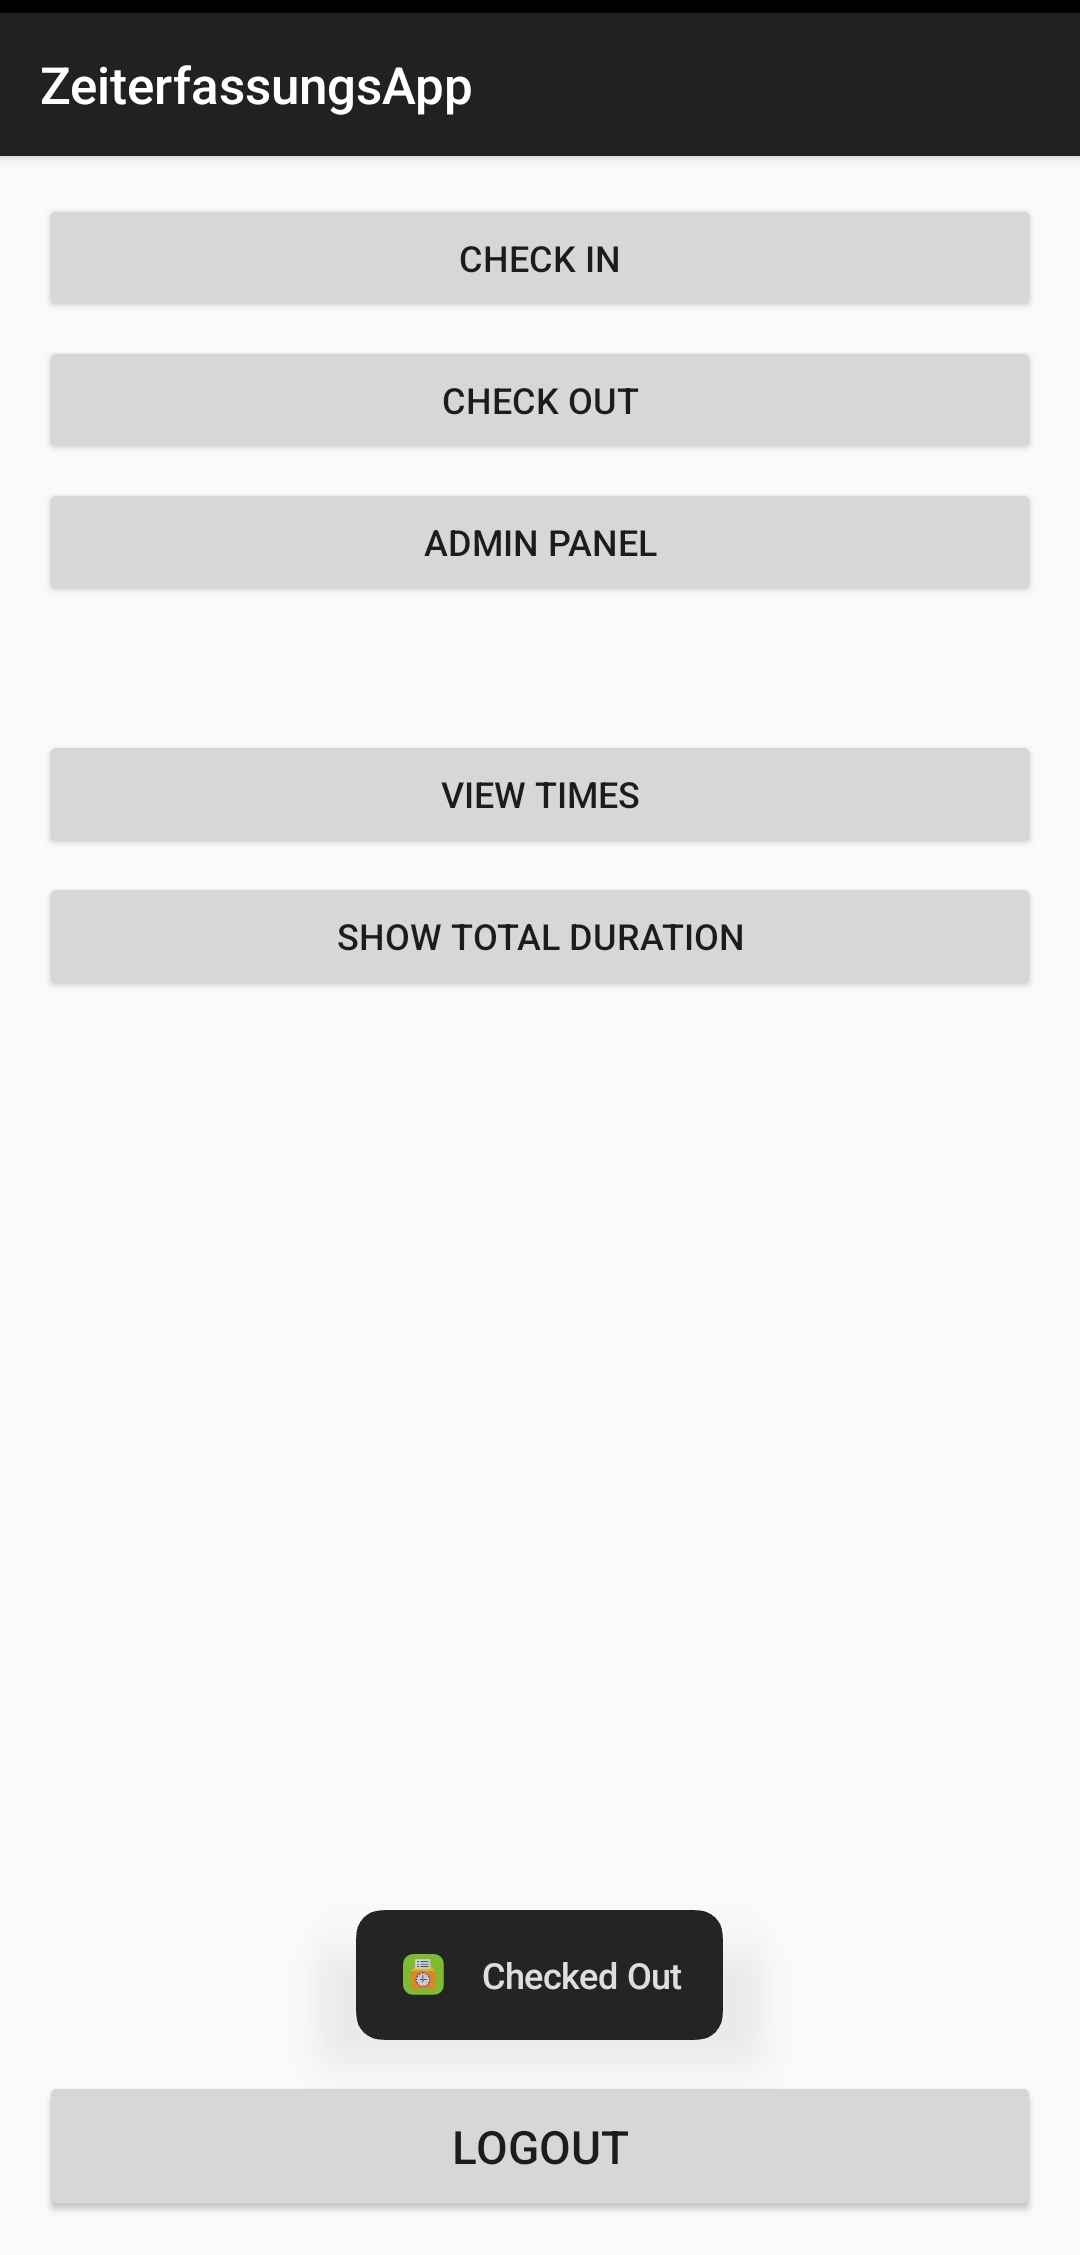 ZeiterfassungsApp
CHECK IN
CHECK OUT
ADMIN PANEL
VIEW TIMES
SHOW TOTAL DURATION
Checked Out
LOGOUT